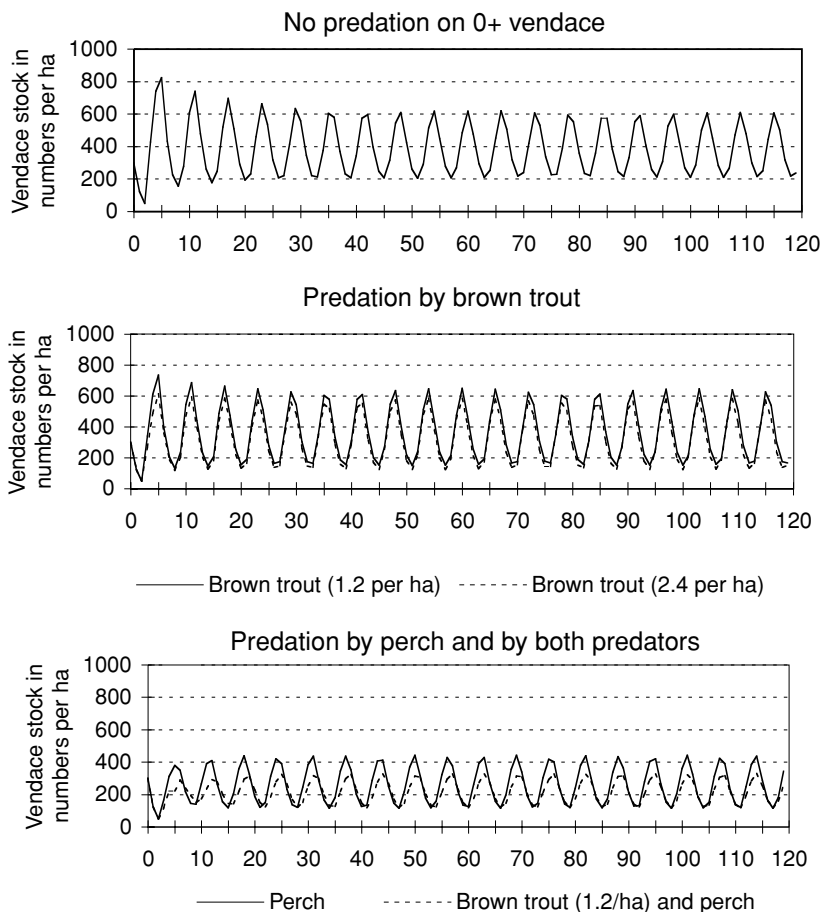 No predation on 0+ vendace
Vendace stock in
numbers per ha
1000
800
600
400
200
0
0 10 20 30 40 50 60 70 80 90 100 110 120
Predation by brown trout
Vendace stock in
numbers per ha
1000
800
600
400
200
0
0 10 20 30 40 50 60 70 80 90 100 110 120
Brown trout (1.2 per ha) Brown trout (2.4 per ha)
Predation by perch and by both predators
Vendace stock in
numbers per ha
1000
800
600
400
200
0
0 10 20 30 40 50 60 70 80 90 100 110 120
Perch Brown trout (1.2/ha) and perch